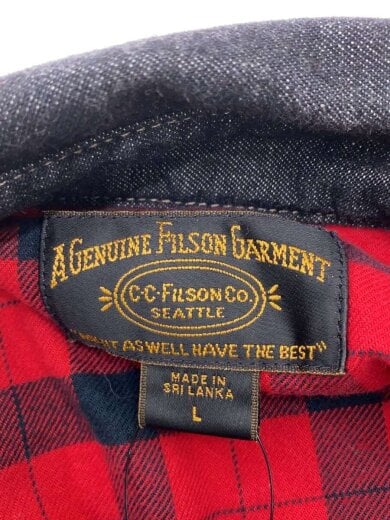 A GENUINE FILSON GARMENT
C·C·FILSON CO.
SEATTLE
AS WELL HAVE THE BEST"
MADE IN
SRI LANKA
L